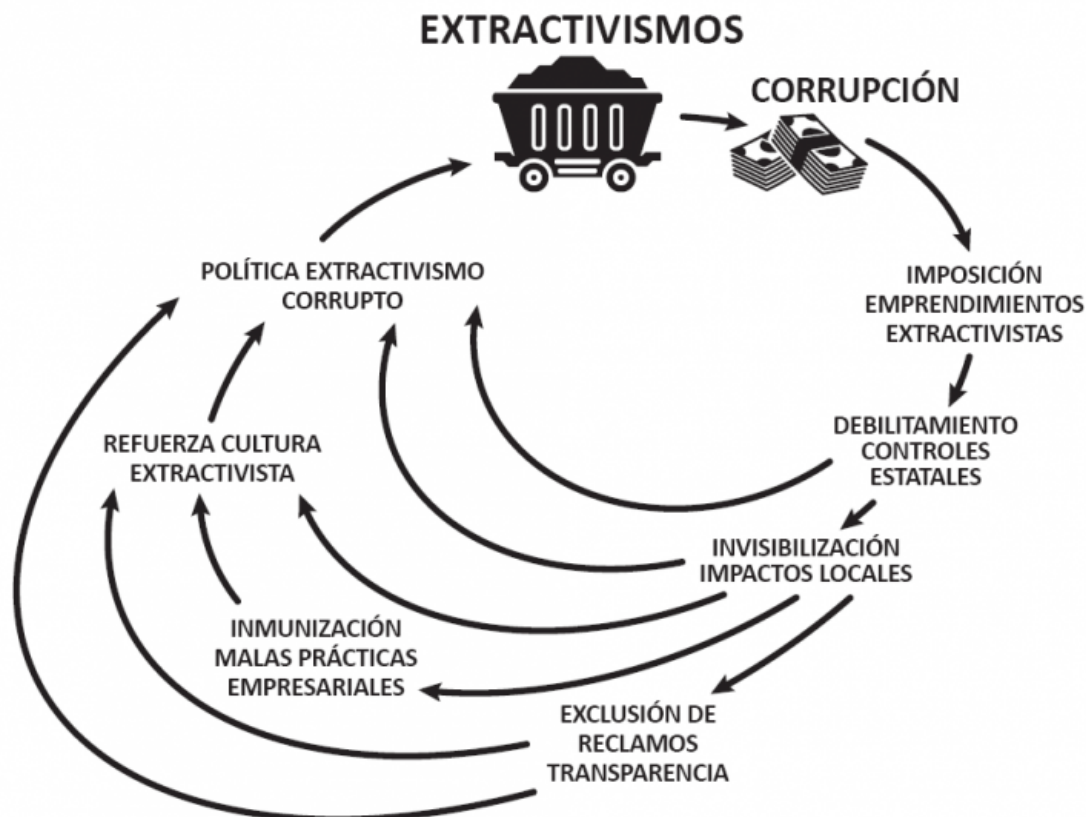 EXTRACTIVISMOS
CORRUPCIÓN
IMPOSICIÓN
EMPRENDIMIENTOS
EXTRACTIVISTAS
DEBILITAMIENTO
CONTROLES
ESTATALES
INVISIBILIZACIÓN
IMPACTOS LOCALES
EXCLUSIÓN DE
RECLAMOS
TRANSPARENCIA
INMUNIZACIÓN
MALAS PRÁCTICAS
EMPRESARIALES
REFUERZA CULTURA
EXTRACTIVISTA
POLÍTICA EXTRACTIVISMO
CORRUPTO